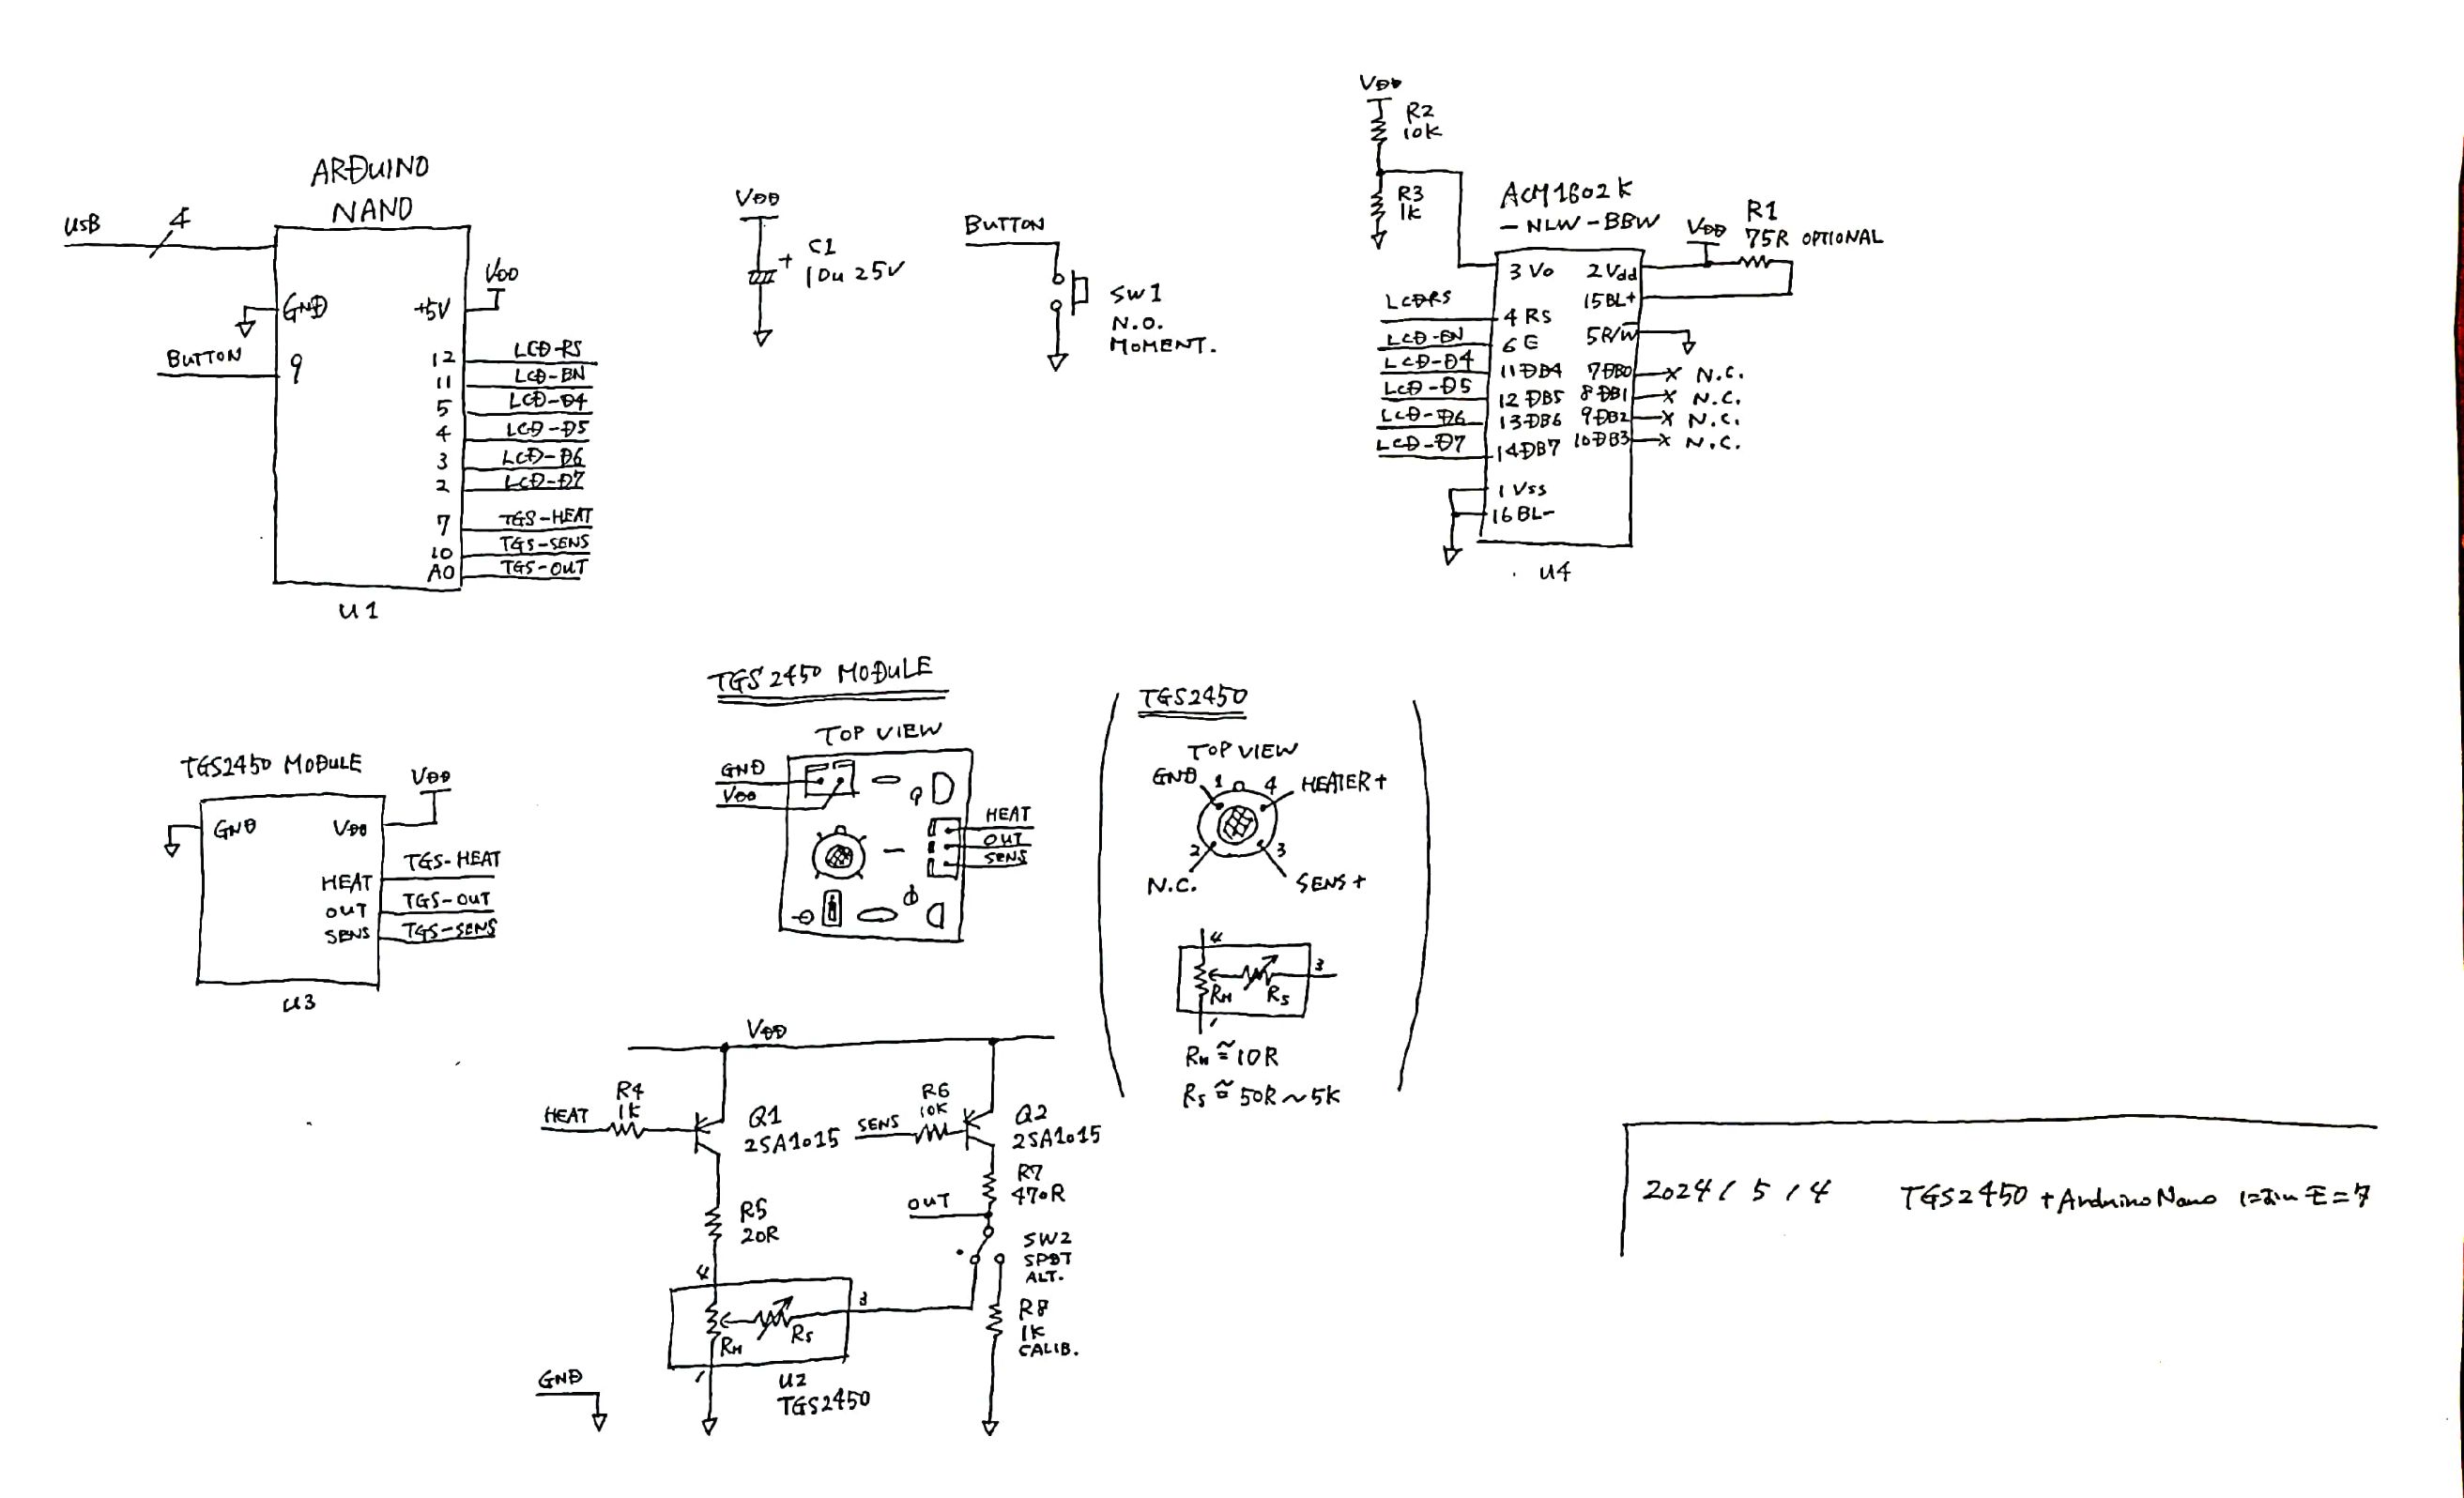 ARDUINO
NANO
USB
4
GND
+5V
VDD
BUTTON
9
12
LCD-RS
11
LCD-EN
5
LCD-D4
4
LCD-D5
3
LCD-D6
2
LCD-D7
7
TGS-HEAT
10
TGS-SENS
A0
TGS-OUT
U1
VDD
+
C1
10u 25V
BUTTON
SW1
N.O.
MOMENT.
VDD
R2
10K
R3
1K
ACM1602K
-NLW-BBW
VDD
R1
75R OPTIONAL
3 Vo
2 Vdd
15 BL+
LCDRS
4 RS
5 R/W
LCD-EN
6 E
LCD-D4
11 DB4
7 DB0
N.C.
LCD-D5
12 DB5
8 DB1
N.C.
LCD-D6
13 DB6
9 DB2
N.C.
LCD-D7
14 DB7
10 DB3
N.C.
1 Vss
16 BL-
U4
TGS2450 MODULE
GND
VDD
VDD
HEAT
TGS-HEAT
OUT
TGS-OUT
SENS
TGS-SENS
U3
TGS2450 MODULE
TOP VIEW
GND
VDD
HEAT
OUT
SENS
TGS2450
TOP VIEW
GND
1
4
HEATER+
2
3
N.C.
SENS+
4
3
RH
RS
1
RH≃10R
RS≃50R~5K
VDD
HEAT
R4
1K
Q1
2SA1015
SENS
R6
10K
Q2
2SA1015
R7
470R
OUT
R5
20R
SW2
SPDT
ALT.
4
3
RH
RS
1
R8
1K
CALIB.
U2
TGS2450
GND
2024/5/4
TGS2450+Arduino Nano においモニタ